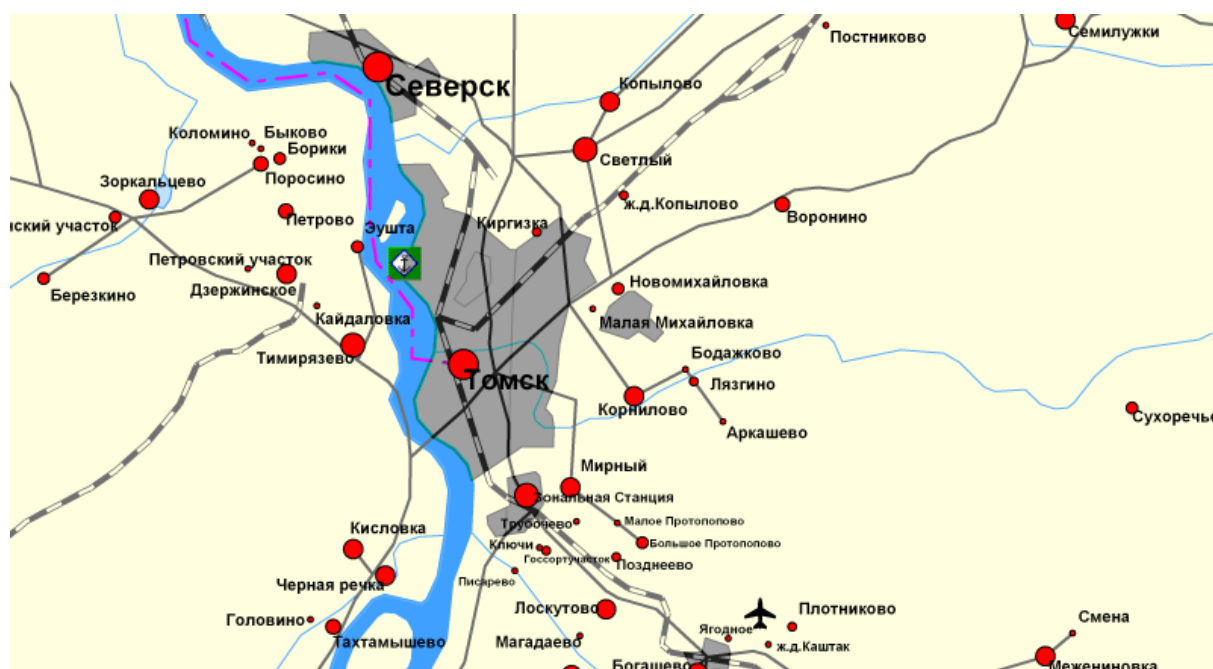 Семилужки
Постниково
Северск
Копылово
Коломино
Быково
Борики
Светлый
Поросино
Зоркальцево
ж.д.Копылово
Воронино
Петрово
нский участок
Эушта
Киргизка
Петровский участок
Дзержинское
Новомихайловка
Березкино
Кайдаловка
Малая Михайловка
Тимирязево
Бодажково
Томск
Лязгино
Корнилово
Сухоречье
Аркашево
Мирный
Зональная Станция
Трубочево
Малое Протопопово
Кисловка
Ключи
Большое Протопопово
Госсортучасток
Позднеево
Черная речка
Писарево
Лоскутово
Плотниково
Смена
Головино
Ягодное
Тахтамышево
Магадаево
ж.д.Каштак
Богашево
Межениновка